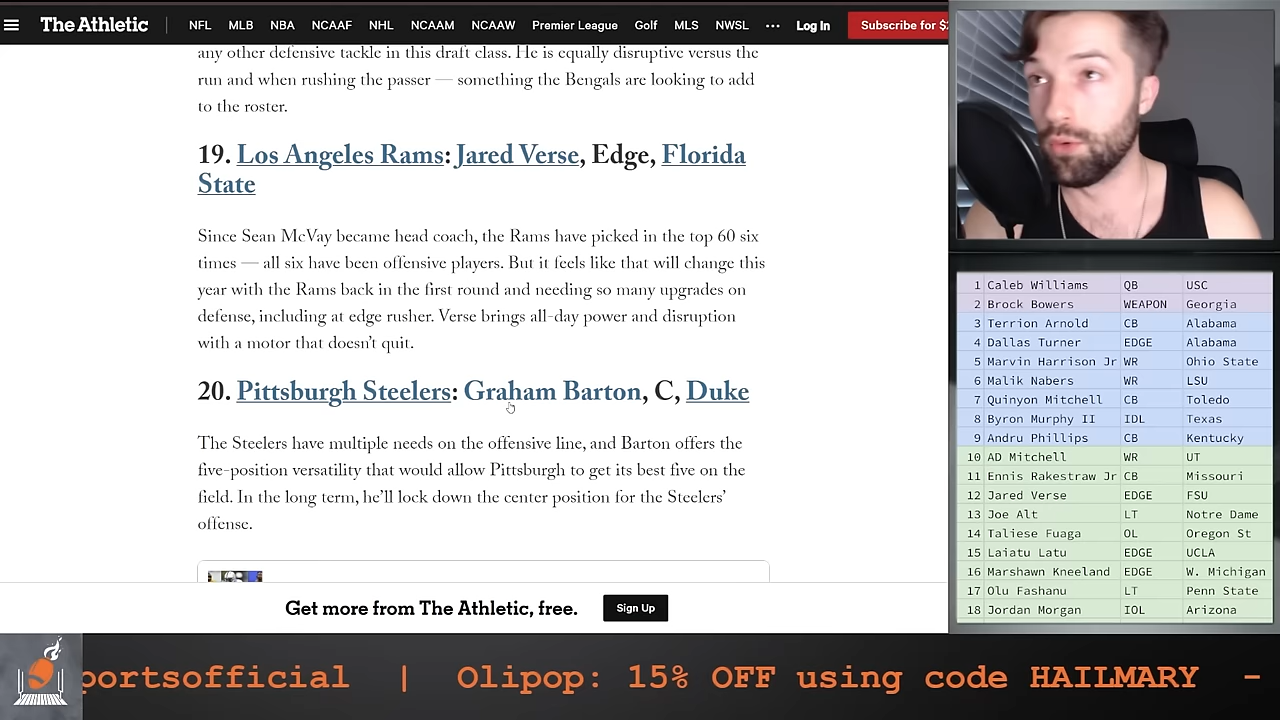 The Athletic
NFL MLB NBA NCAAF NHL NCAAM NCAAW Premier League Golf MLS NWSL ··· Log In Subscribe for $
any other defensive tackle in this draft class. He is equally disruptive versus the
run and when rushing the passer — something the Bengals are looking to add
to the roster.
19. Los Angeles Rams: Jared Verse, Edge, Florida
State
Since Sean McVay became head coach, the Rams have picked in the top 60 six
times — all six have been offensive players. But it feels like that will change this
year with the Rams back in the first round and needing so many upgrades on
defense, including at edge rusher. Verse brings all-day power and disruption
with a motor that doesn't quit.
20. Pittsburgh Steelers: Graham Barton, C, Duke
The Steelers have multiple needs on the offensive line, and Barton offers the
five-position versatility that would allow Pittsburgh to get its best five on the
field. In the long term, he'll lock down the center position for the Steelers'
offense.
Get more from The Athletic, free. Sign Up
1 Caleb Williams QB USC
2 Brock Bowers WEAPON Georgia
3 Terrion Arnold CB Alabama
4 Dallas Turner EDGE Alabama
5 Marvin Harrison Jr WR Ohio State
6 Malik Nabers WR LSU
7 Quinyon Mitchell CB Toledo
8 Byron Murphy II IDL Texas
9 Andru Phillips CB Kentucky
10 AD Mitchell WR UT
11 Ennis Rakestraw Jr CB Missouri
12 Jared Verse EDGE FSU
13 Joe Alt LT Notre Dame
14 Taliese Fuaga OL Oregon St
15 Laiatu Latu EDGE UCLA
16 Marshawn Kneeland EDGE W. Michigan
17 Olu Fashanu LT Penn State
18 Jordan Morgan IOL Arizona
portsofficial | Olipop: 15% OFF using code HAILMARY -